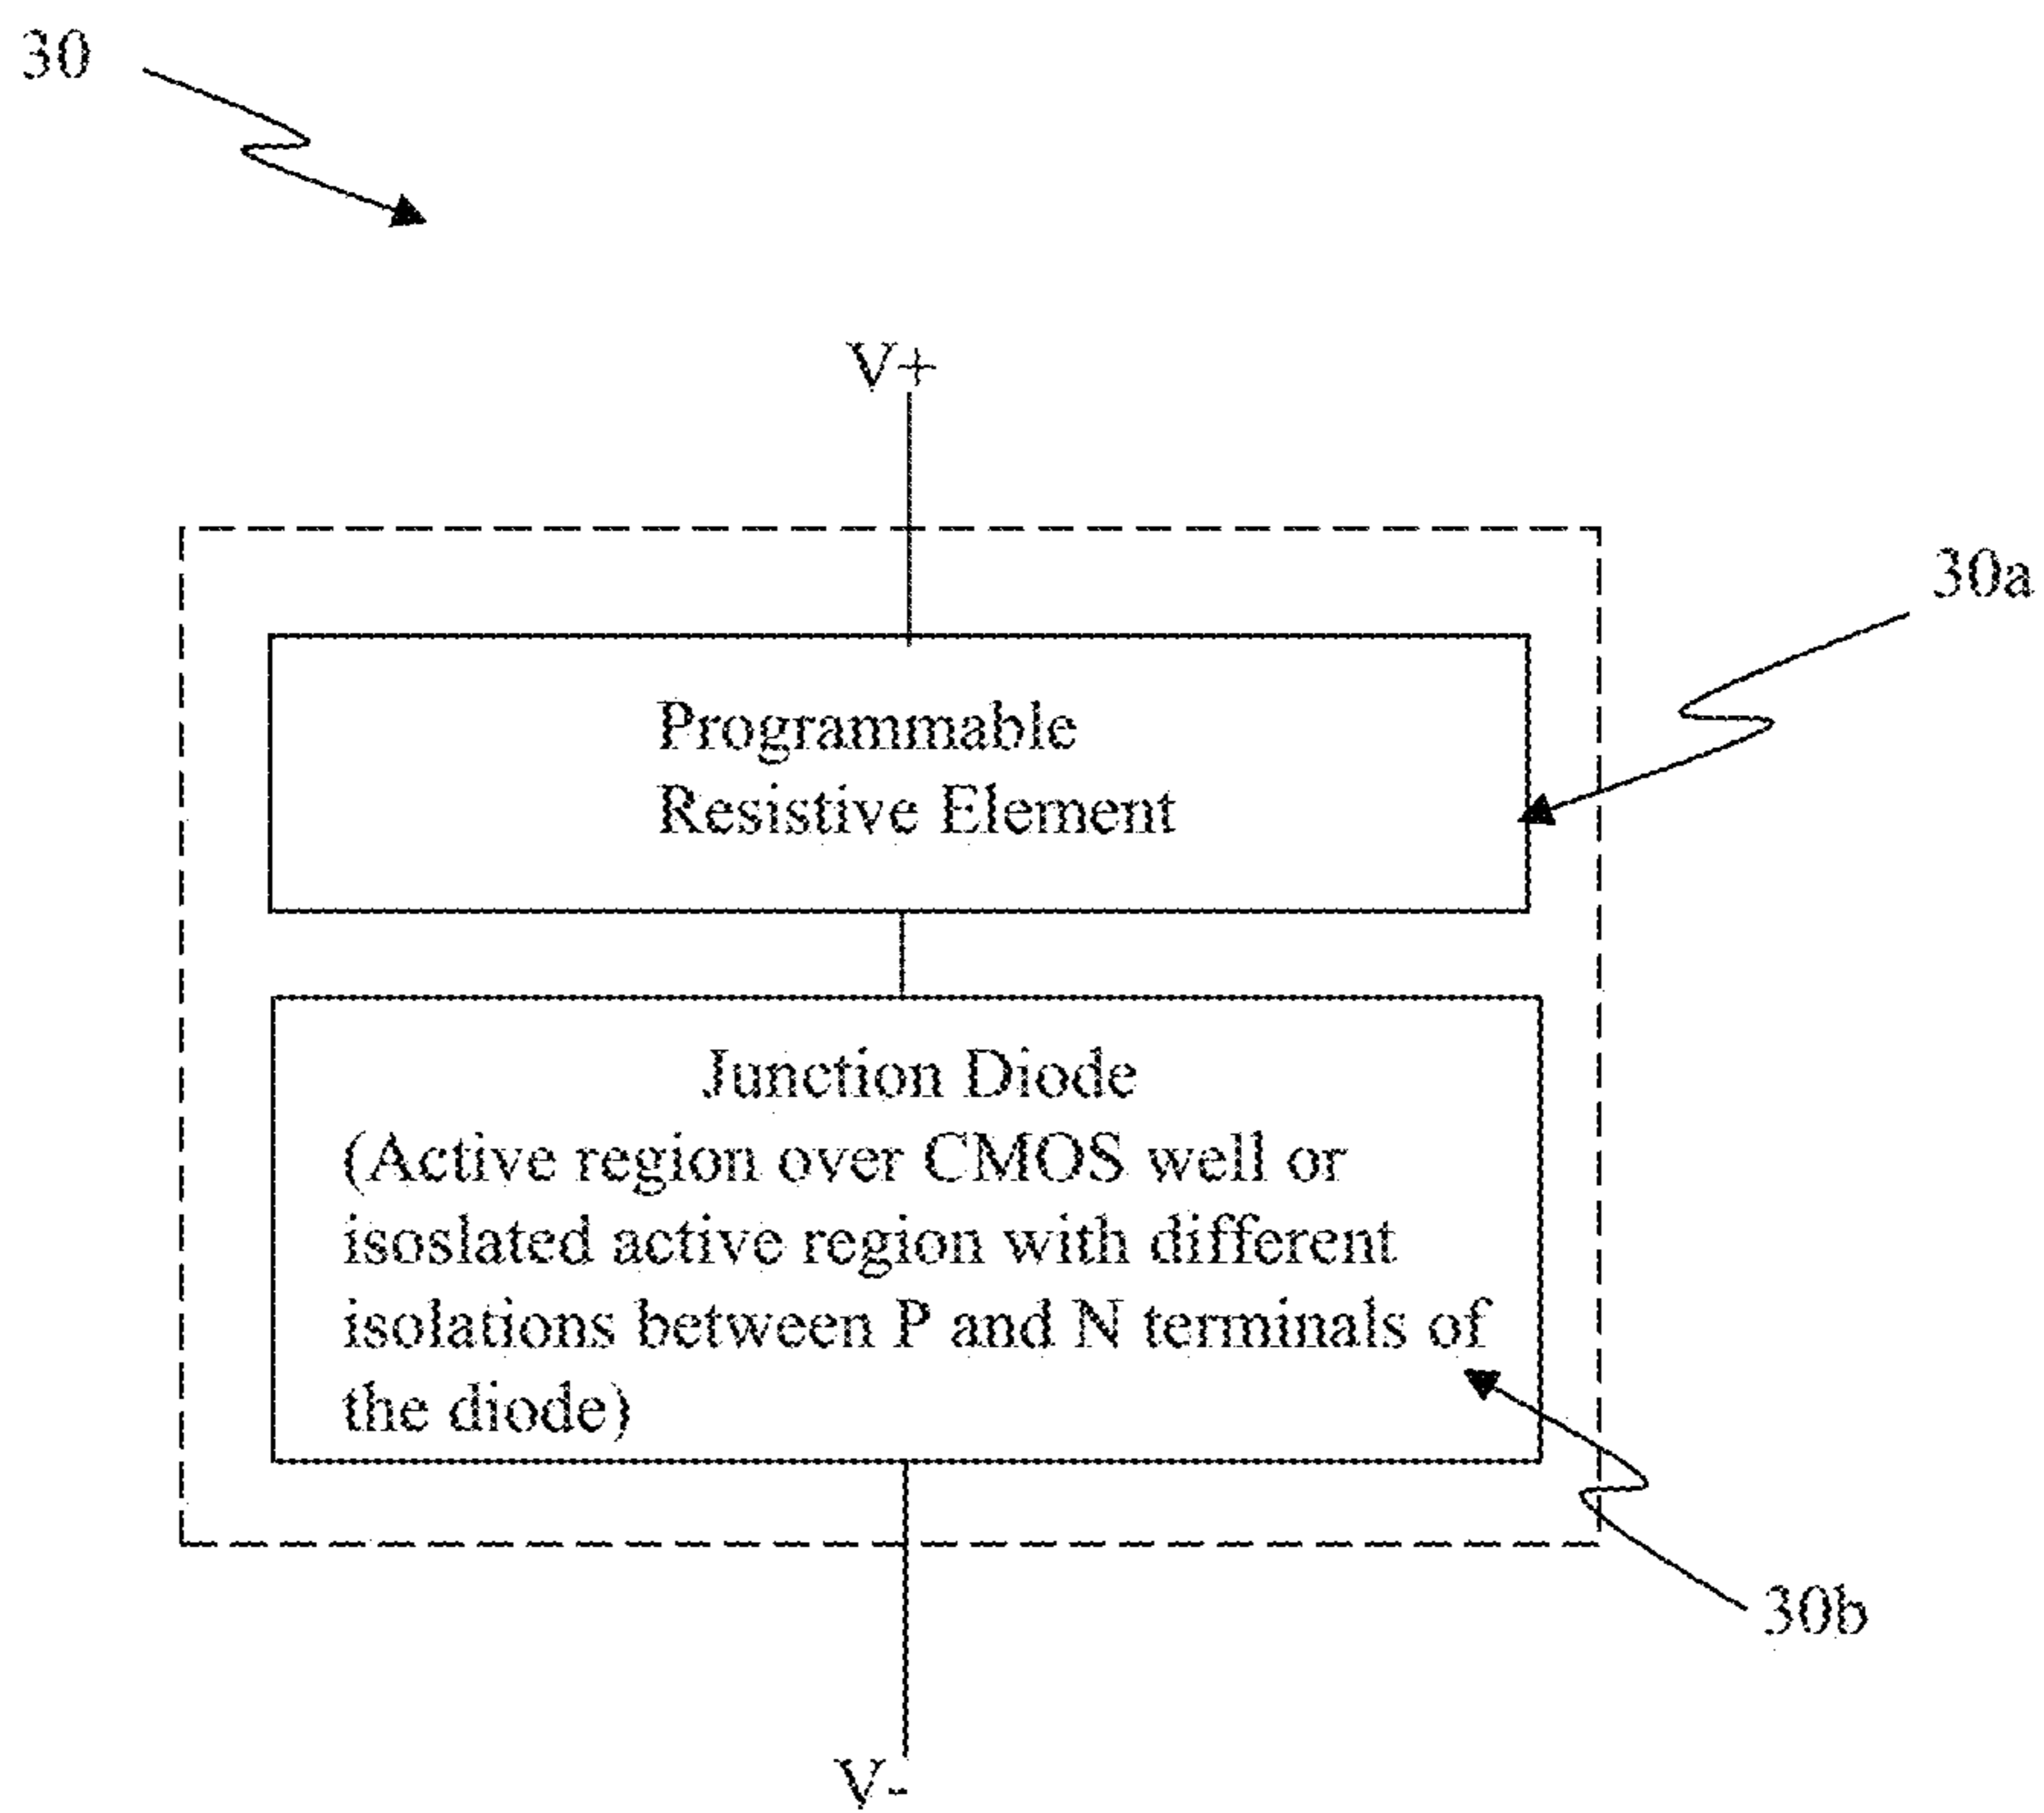 30
V+
30a
Programmable
Resistive Element
Junction Diode
(Active region over CMOS well or
isoslated active region with different
isolations between P and N terminals of
the diode)
30b
V-